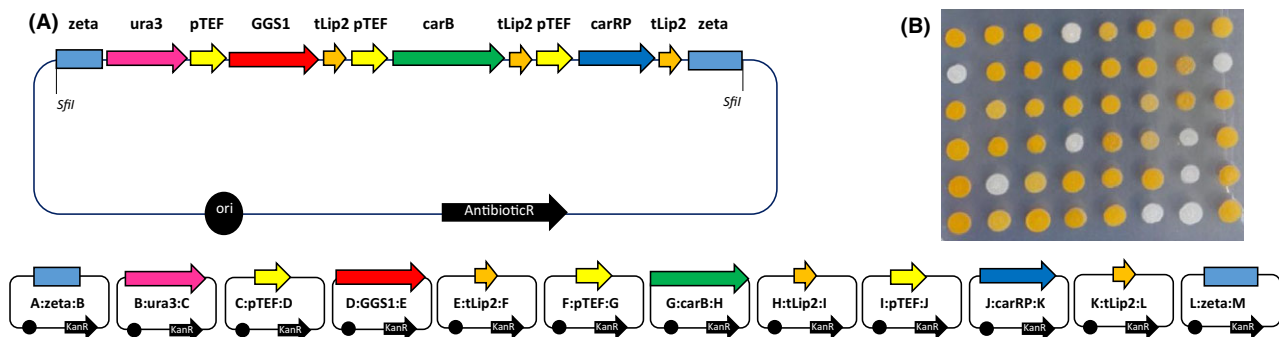 (A)
zeta ura3 pTEF GGS1 tLip2 pTEF carB tLip2 pTEF carRP tLip2 zeta
SfiI SfiI
ori AntibioticR
(B)
A:zeta:B B:ura3:C C:pTEF:D D:GGS1:E E:tLip2:F F:pTEF:G G:carB:H H:tLip2:I I:pTEF:J J:carRP:K K:tLip2:L L:zeta:M
KanR KanR KanR KanR KanR KanR KanR KanR KanR KanR KanR KanR